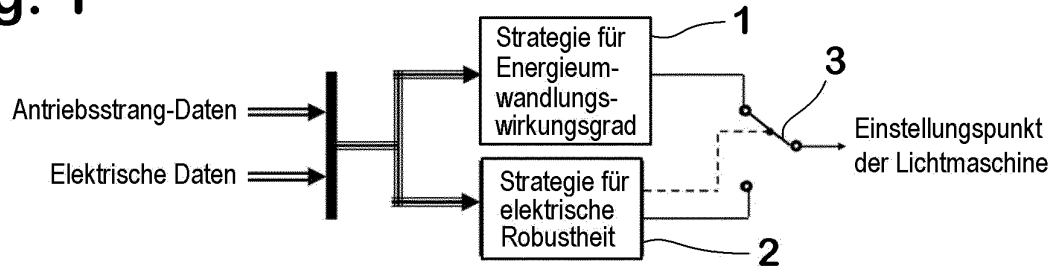 g. 1
Strategie für
Energieum-
wandlungs-
wirkungsgrad
1
3
Antriebsstrang-Daten
Elektrische Daten
Einstellungspunkt
der Lichtmaschine
Strategie für
elektrische
Robustheit
2